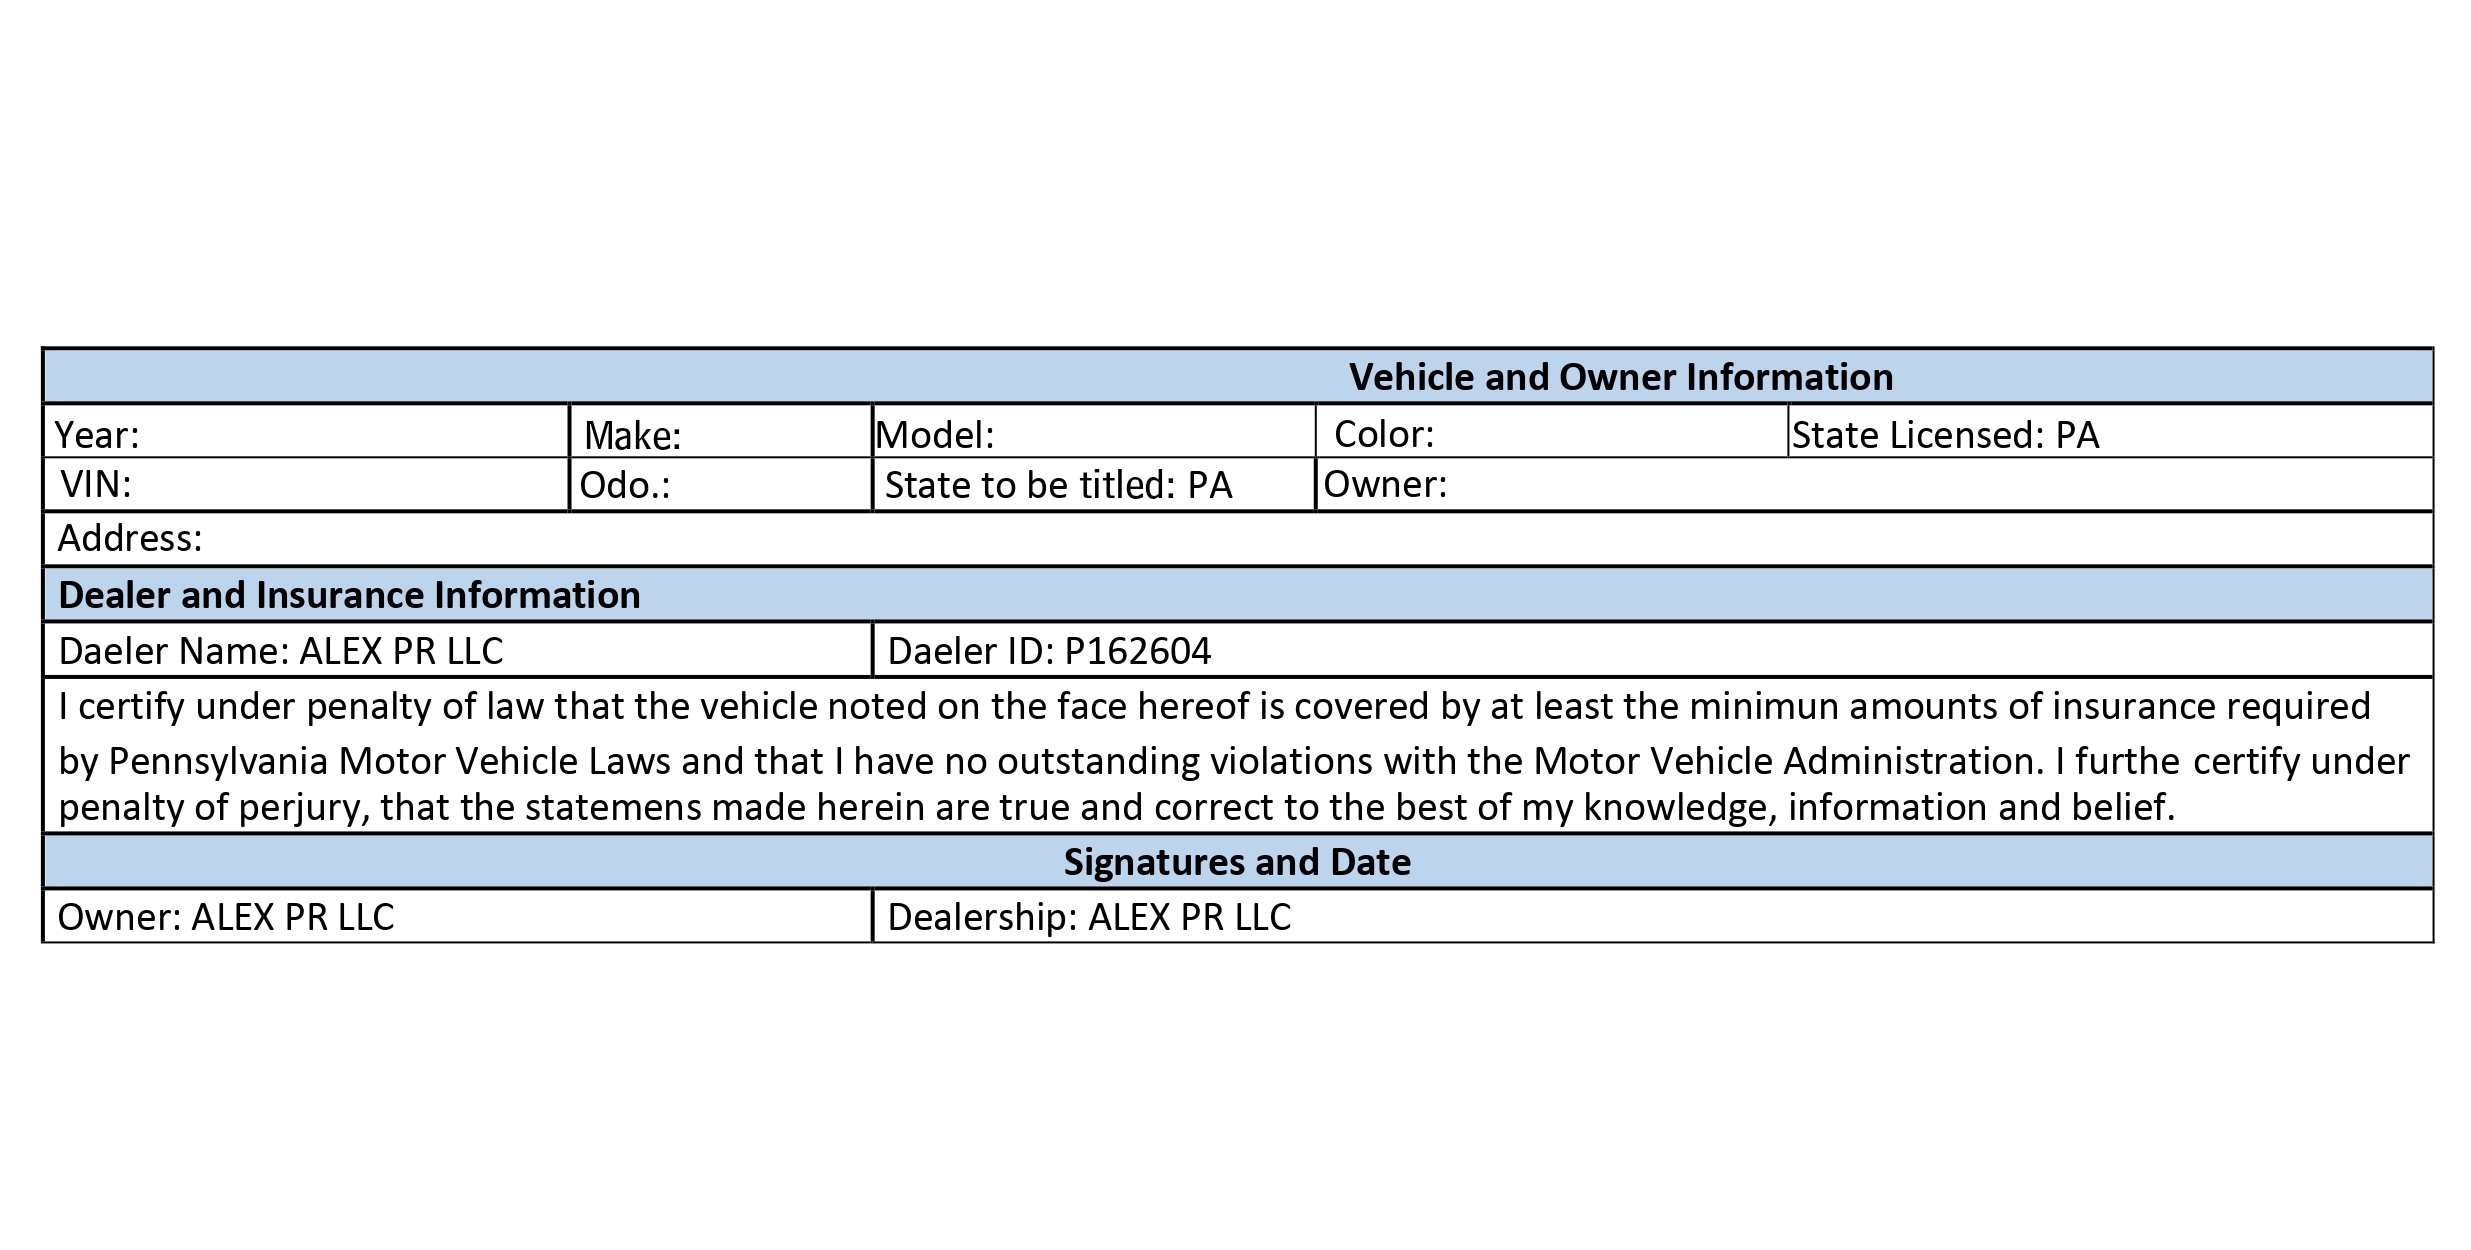 Vehicle and Owner Information
Year: Make: Model: Color: State Licensed: PA
VIN: Odo.: State to be titled: PA Owner:
Address:
Dealer and Insurance Information
Daeler Name: ALEX PR LLC Daeler ID: P162604
I certify under penalty of law that the vehicle noted on the face hereof is covered by at least the minimun amounts of insurance required
by Pennsylvania Motor Vehicle Laws and that I have no outstanding violations with the Motor Vehicle Administration. I furthe certify under
penalty of perjury, that the statemens made herein are true and correct to the best of my knowledge, information and belief.
Signatures and Date
Owner: ALEX PR LLC Dealership: ALEX PR LLC